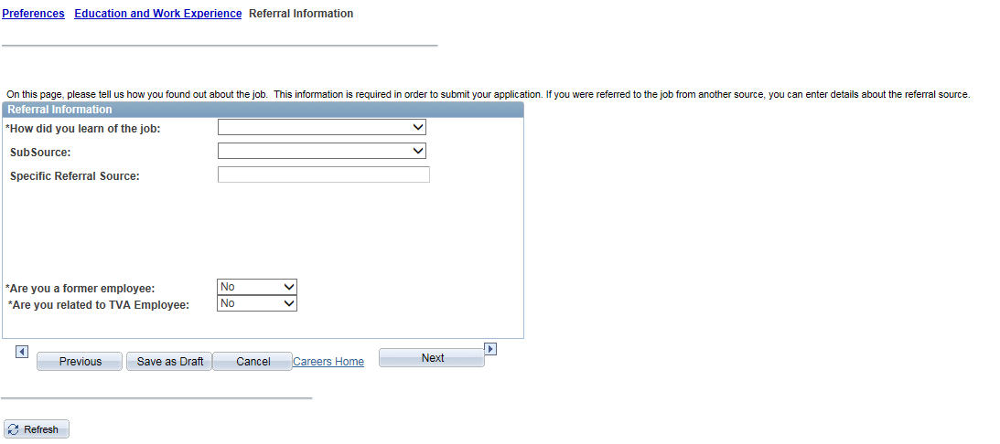 Preferences Education and Work Experience Referral Information
On this page, please tell us how you found out about the job. This information is required in order to submit your application. If you were referred to the job from another source, you can enter details about the referral source.
Referral Information
*How did you learn of the job:
SubSource:
Specific Referral Source:
*Are you a former employee: No
*Are you related to TVA Employee: No
Previous Save as Draft Cancel Careers Home Next
Refresh